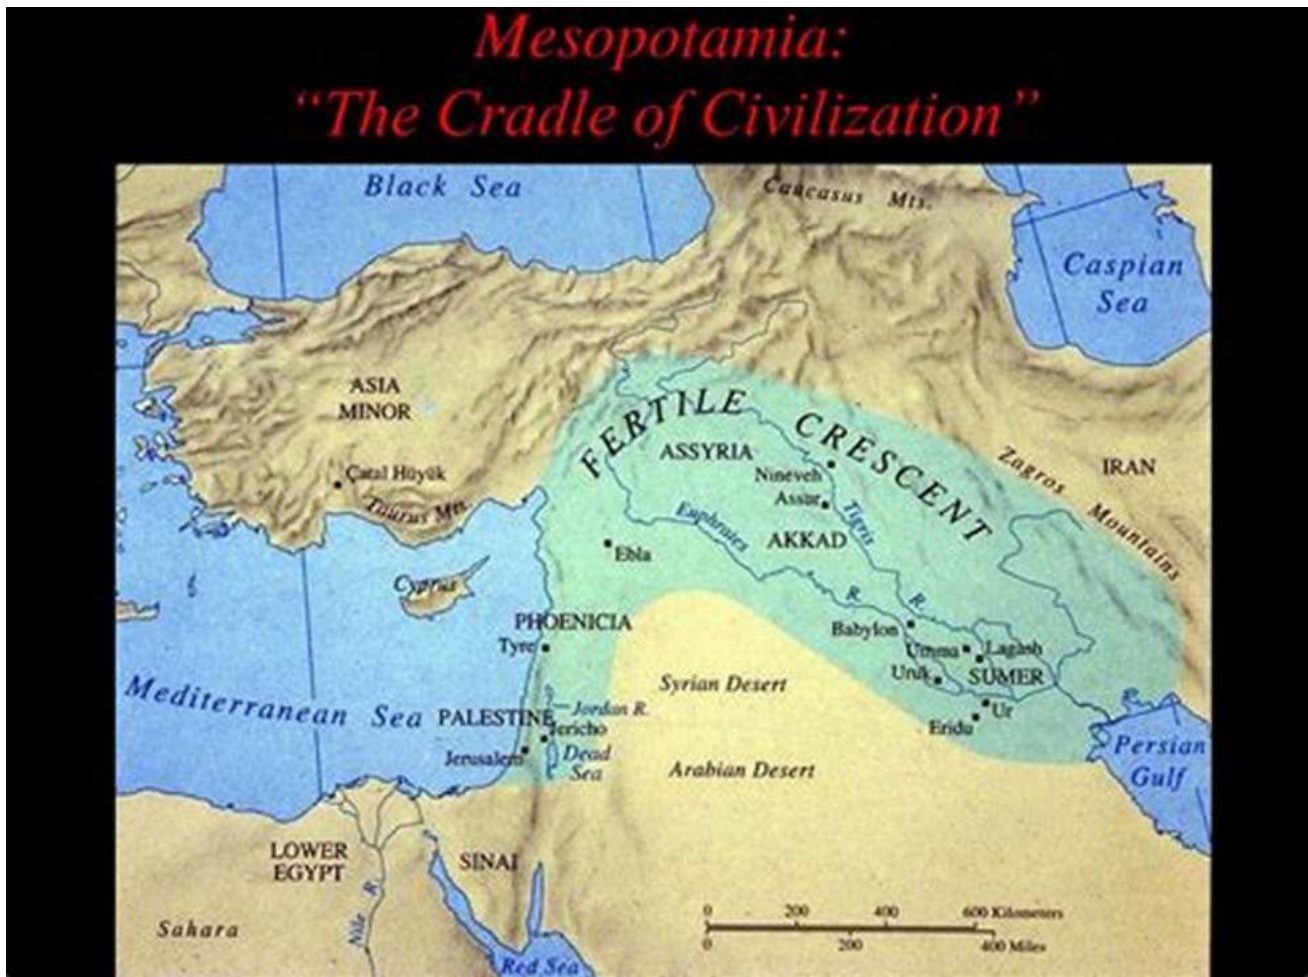 Mesopotamia:
“The Cradle of Civilization”
Black Sea
Caucasus Mts.
Caspian
Sea
ASIA
MINOR
Catal Hüyük
Taurus Mts.
FERTILE CRESCENT
ASSYRIA
Nineveh
Assur
Zagros Mountains
IRAN
Euphrates R.
Tigris R.
AKKAD
Ebla
Cyprus
PHOENICIA
Tyre
Babylon
Umma
Lagash
Uruk
SUMER
Ur
Eridu
Mediterranean Sea
Syrian Desert
PALESTINE
Jordan R.
Jericho
Jerusalem
Dead
Sea
Arabian Desert
Persian
Gulf
LOWER
EGYPT
SINAI
Nile R.
Sahara
Red Sea
0 200 400 600 Kilometers
0 200 400 Miles